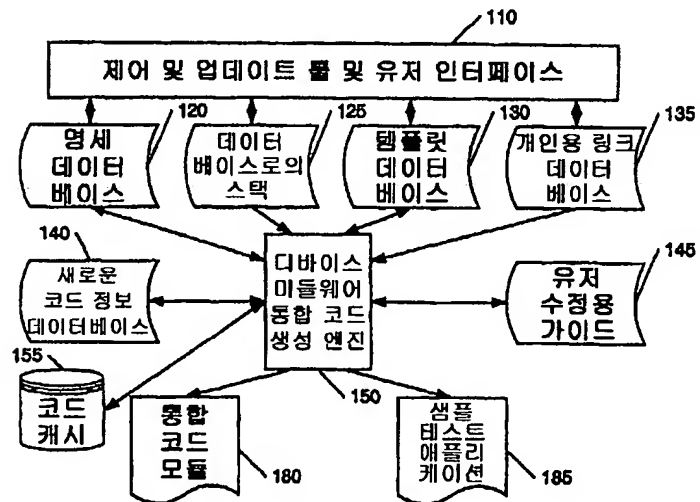 110
제어 및 업데이트 툴 및 유저 인터페이스
120
125
130
135
명세
데이터
베이스
데이터
베이스로의
스택
템플릿
데이터
베이스
개인용 링크
데이터
베이스
140
145
새로운
코드 정보
데이터베이스
디바이스
미들웨어
통합 코드
생성 엔진
유저
수정용
가이드
155
코드
캐시
150
통합
코드
모듈
180
샘플
테스트
애플리
케이션
185